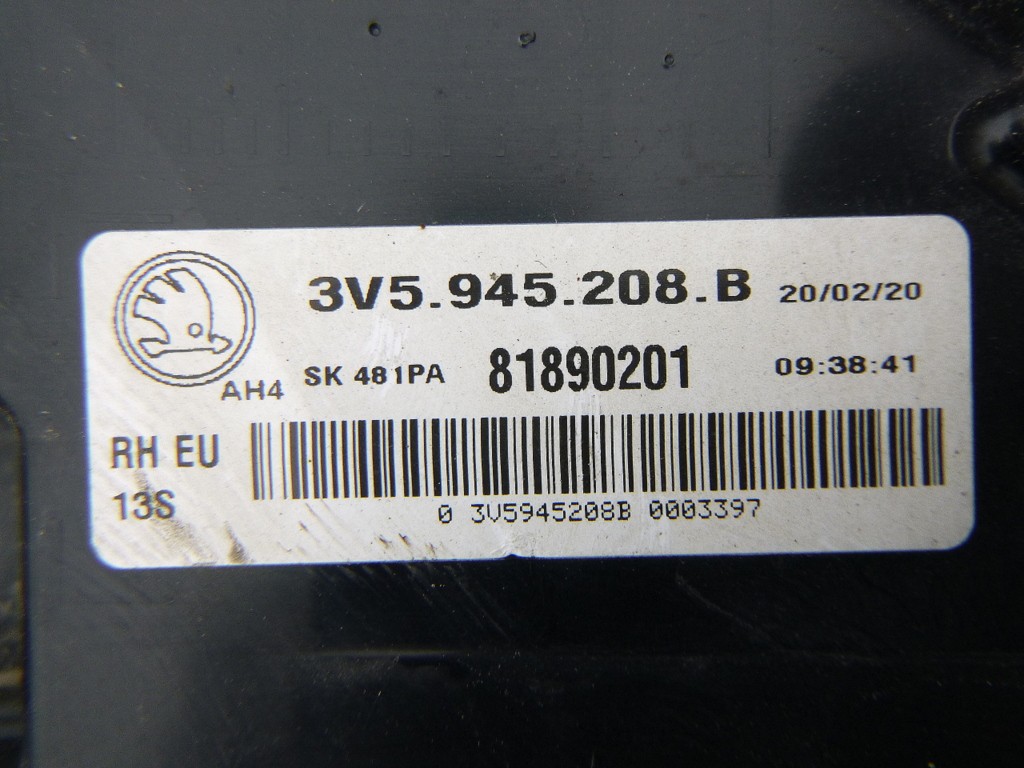 3V5.945.208.B 20/02/20
AH4 SK 481PA 81890201 09:38:41
RH EU
13S
0 3V5945208B 0003397